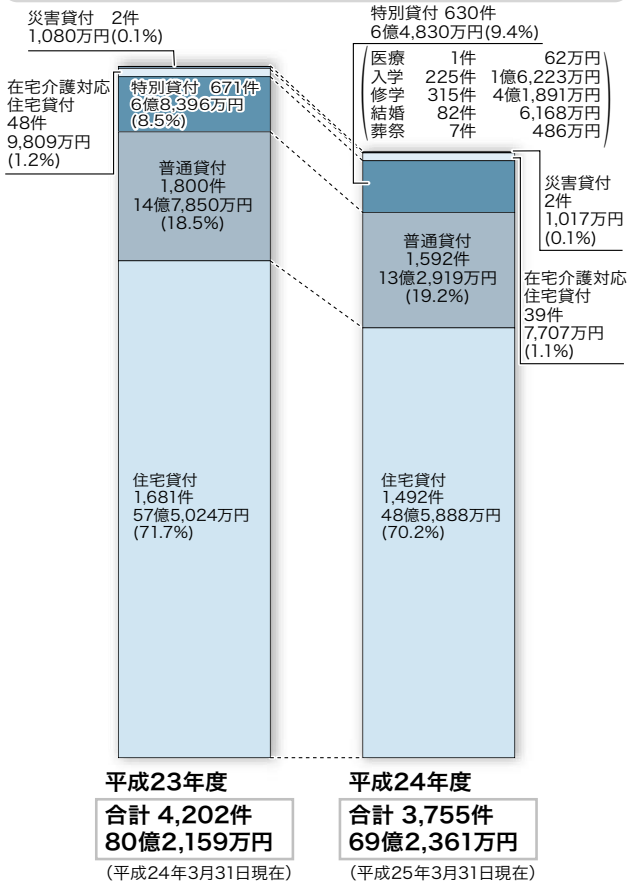 災害貸付 2件
1,080万円(0.1%)
在宅介護対応
住宅貸付
48件
9,809万円
(1.2%)
特別貸付 671件
6億8,396万円
(8.5%)
普通貸付
1,800件
14億7,850万円
(18.5%)
住宅貸付
1,681件
57億5,024万円
(71.7%)
平成23年度
合計 4,202件
80億2,159万円
(平成24年3月31日現在)
特別貸付 630件
6億4,830万円(9.4%)
医療 1件 62万円
入学 225件 1億6,223万円
修学 315件 4億1,891万円
結婚 82件 6,168万円
葬祭 7件 486万円
災害貸付
2件
1,017万円
(0.1%)
在宅介護対応
住宅貸付
39件
7,707万円
(1.1%)
普通貸付
1,592件
13億2,919万円
(19.2%)
住宅貸付
1,492件
48億5,888万円
(70.2%)
平成24年度
合計 3,755件
69億2,361万円
(平成25年3月31日現在)